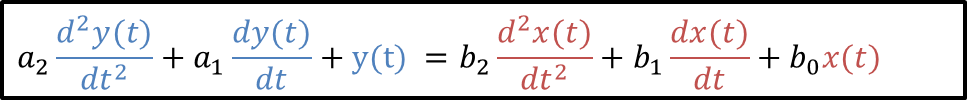 a₂ d²y(t)/dt² + a₁ dy(t)/dt + y(t) = b₂ d²x(t)/dt² + b₁ dx(t)/dt + b₀x(t)